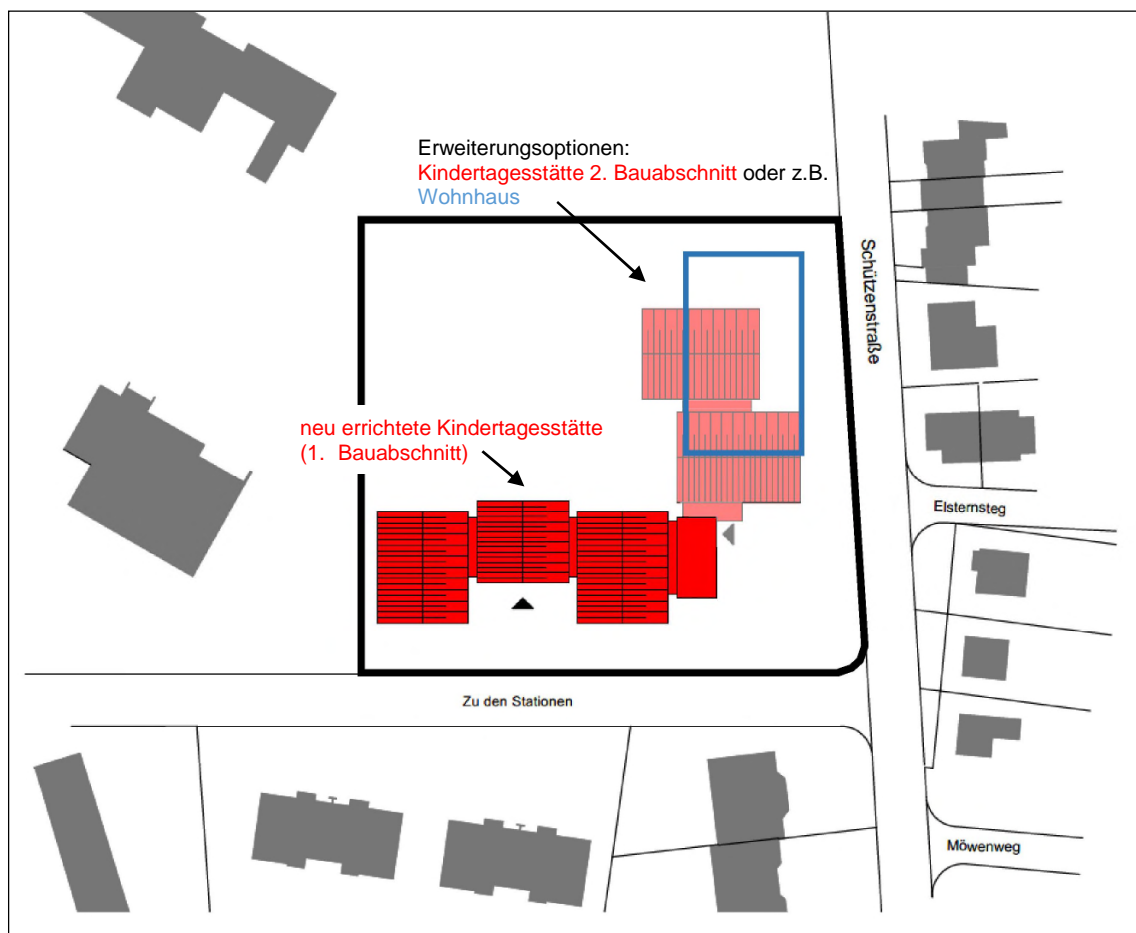 Erweiterungsoptionen:
Kindertagesstätte 2. Bauabschnitt oder z.B.
Wohnhaus
Schützenstraße
neu errichtete Kindertagesstätte
(1. Bauabschnitt)
Elsternsteg
Zu den Stationen
Möwenweg